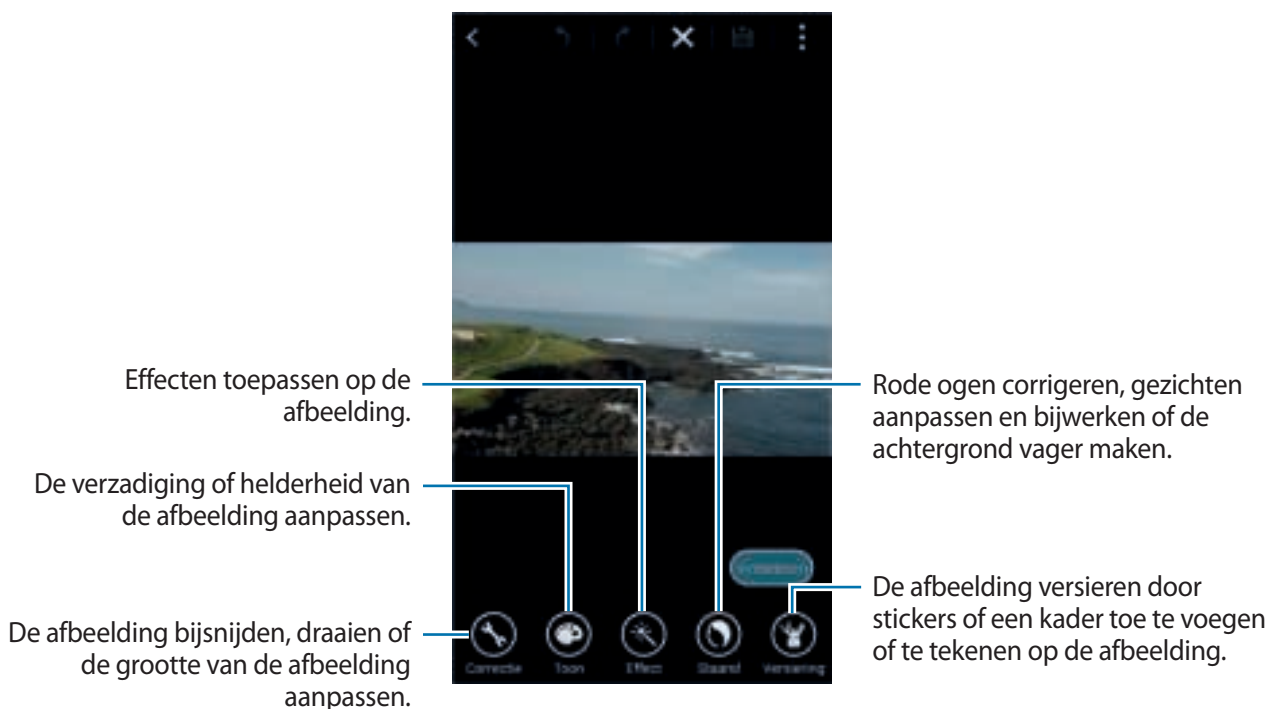 Effecten toepassen op de
afbeelding.
De verzadiging of helderheid van
de afbeelding aanpassen.
De afbeelding bijsnijden, draaien of
de grootte van de afbeelding
aanpassen.
Rode ogen corrigeren, gezichten
aanpassen en bijwerken of de
achtergrond vager maken.
De afbeelding versieren door
stickers of een kader toe te voegen
of te tekenen op de afbeelding.
Correctie
Toon
Effect
Staand
Versiering